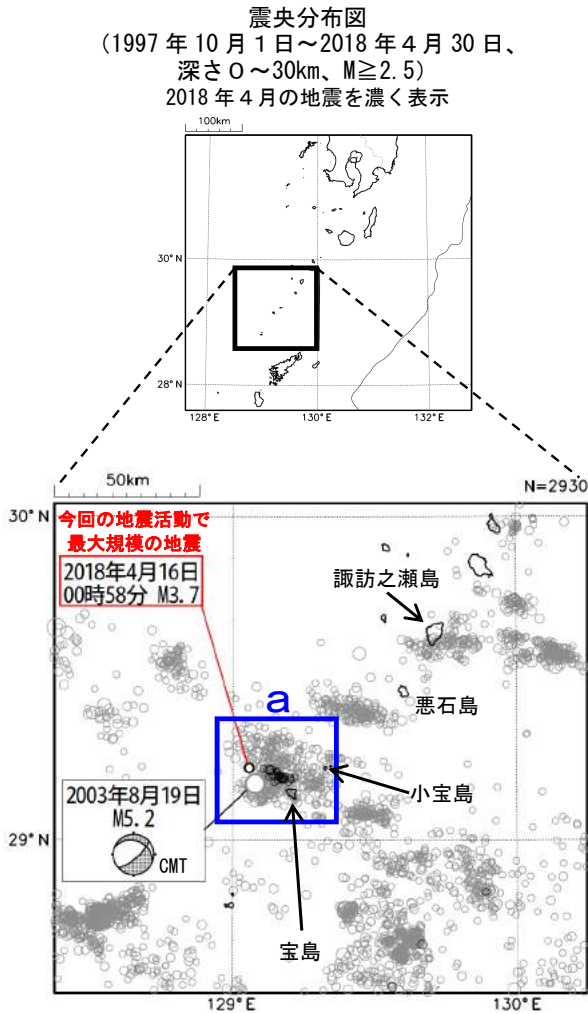 震央分布図
(1997年10月1日~2018年4月30日、
深さ0~30km、M≧2.5)
2018年4月の地震を濃く表示
100km
30°N
28°N
128°E
130°E
132°E
50km
N=2930
30°N
今回の地震活動で
最大規模の地震
2018年4月16日
00時58分 M3.7
諏訪之瀬島
悪石島
a
小宝島
2003年8月19日
M5.2
CMT
29°N
宝島
129°E
130°E